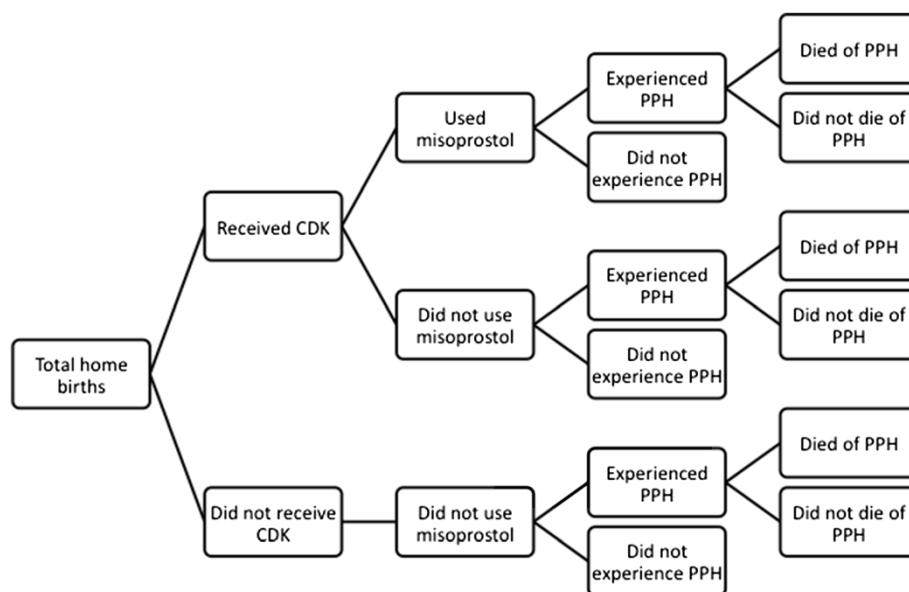 Total home
births
Received CDK
Did not receive
CDK
Used
misoprostol
Did not use
misoprostol
Did not use
misoprostol
Experienced
PPH
Did not
experience PPH
Experienced
PPH
Did not
experience PPH
Experienced
PPH
Did not
experience PPH
Died of PPH
Did not die of
PPH
Died of PPH
Did not die of
PPH
Died of PPH
Did not die of
PPH